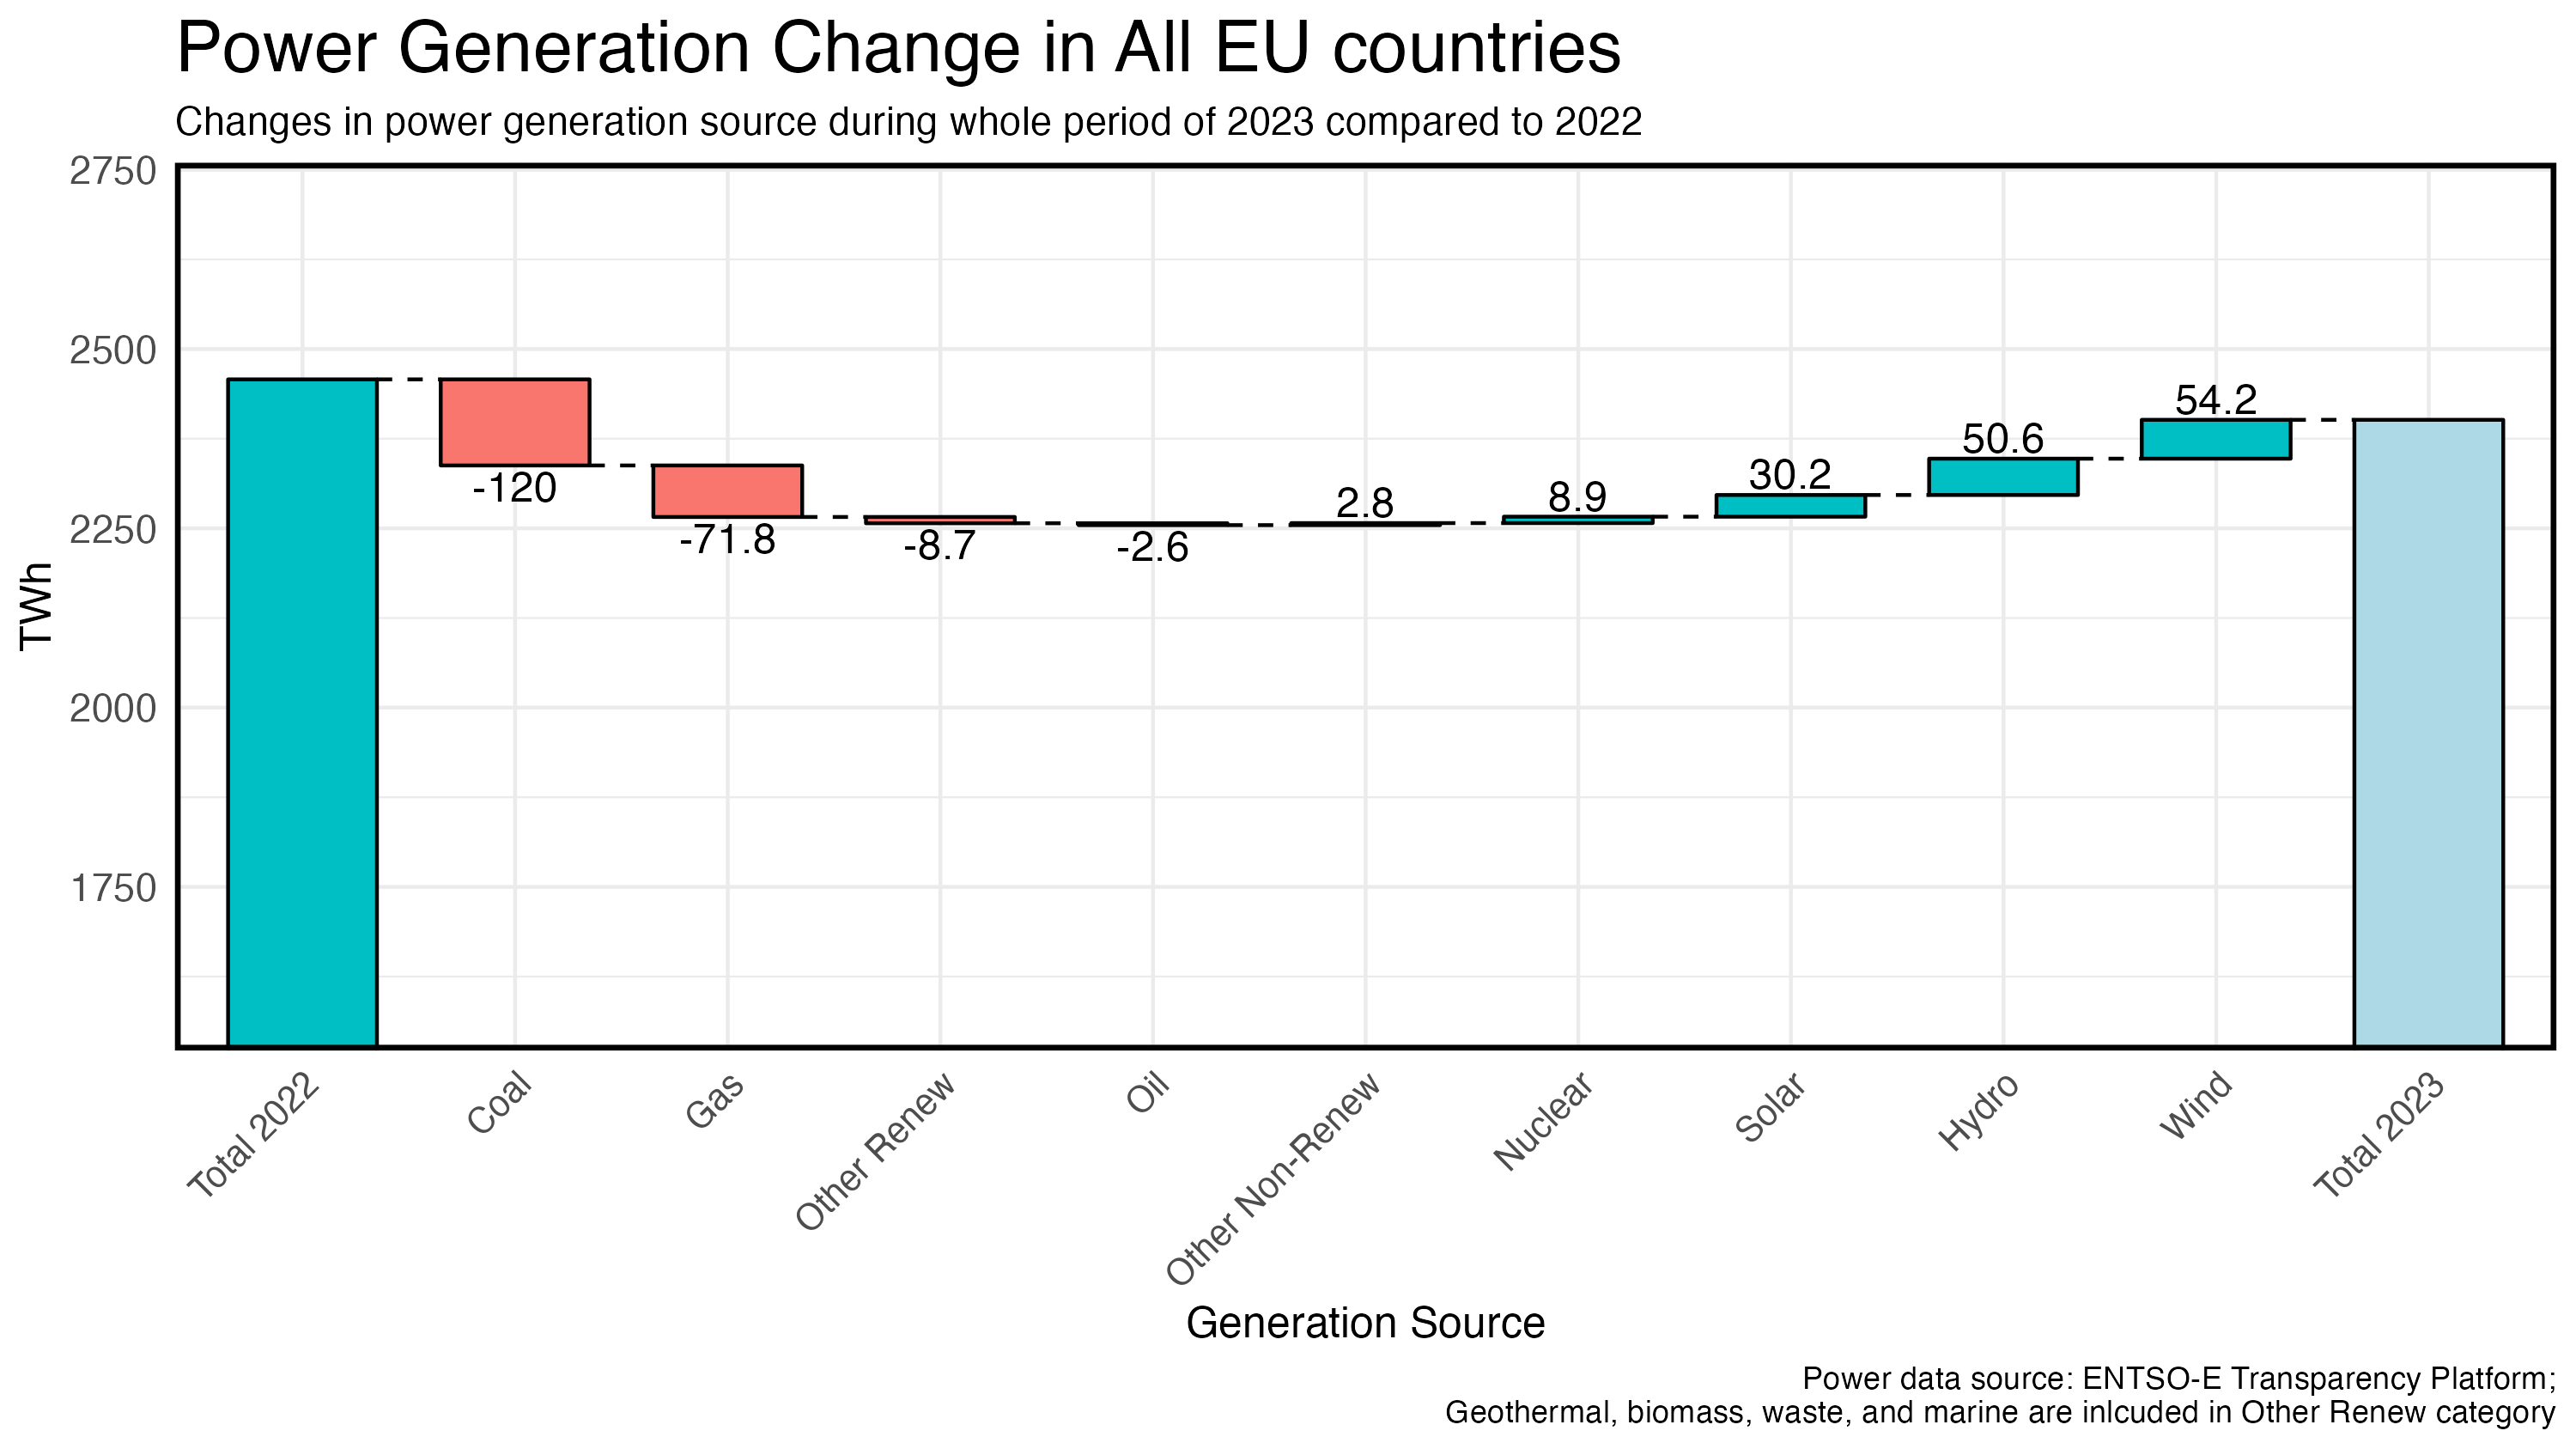 Power Generation Change in All EU countries
Changes in power generation source during whole period of 2023 compared to 2022
2750
2500
2250
2000
1750
TWh
-120
-71.8
-8.7
-2.6
2.8
8.9
30.2
50.6
54.2
Total 2022
Coal
Gas
Other Renew
Oil
Other Non-Renew
Nuclear
Solar
Hydro
Wind
Total 2023
Generation Source
Power data source: ENTSO-E Transparency Platform;
Geothermal, biomass, waste, and marine are inlcuded in Other Renew category